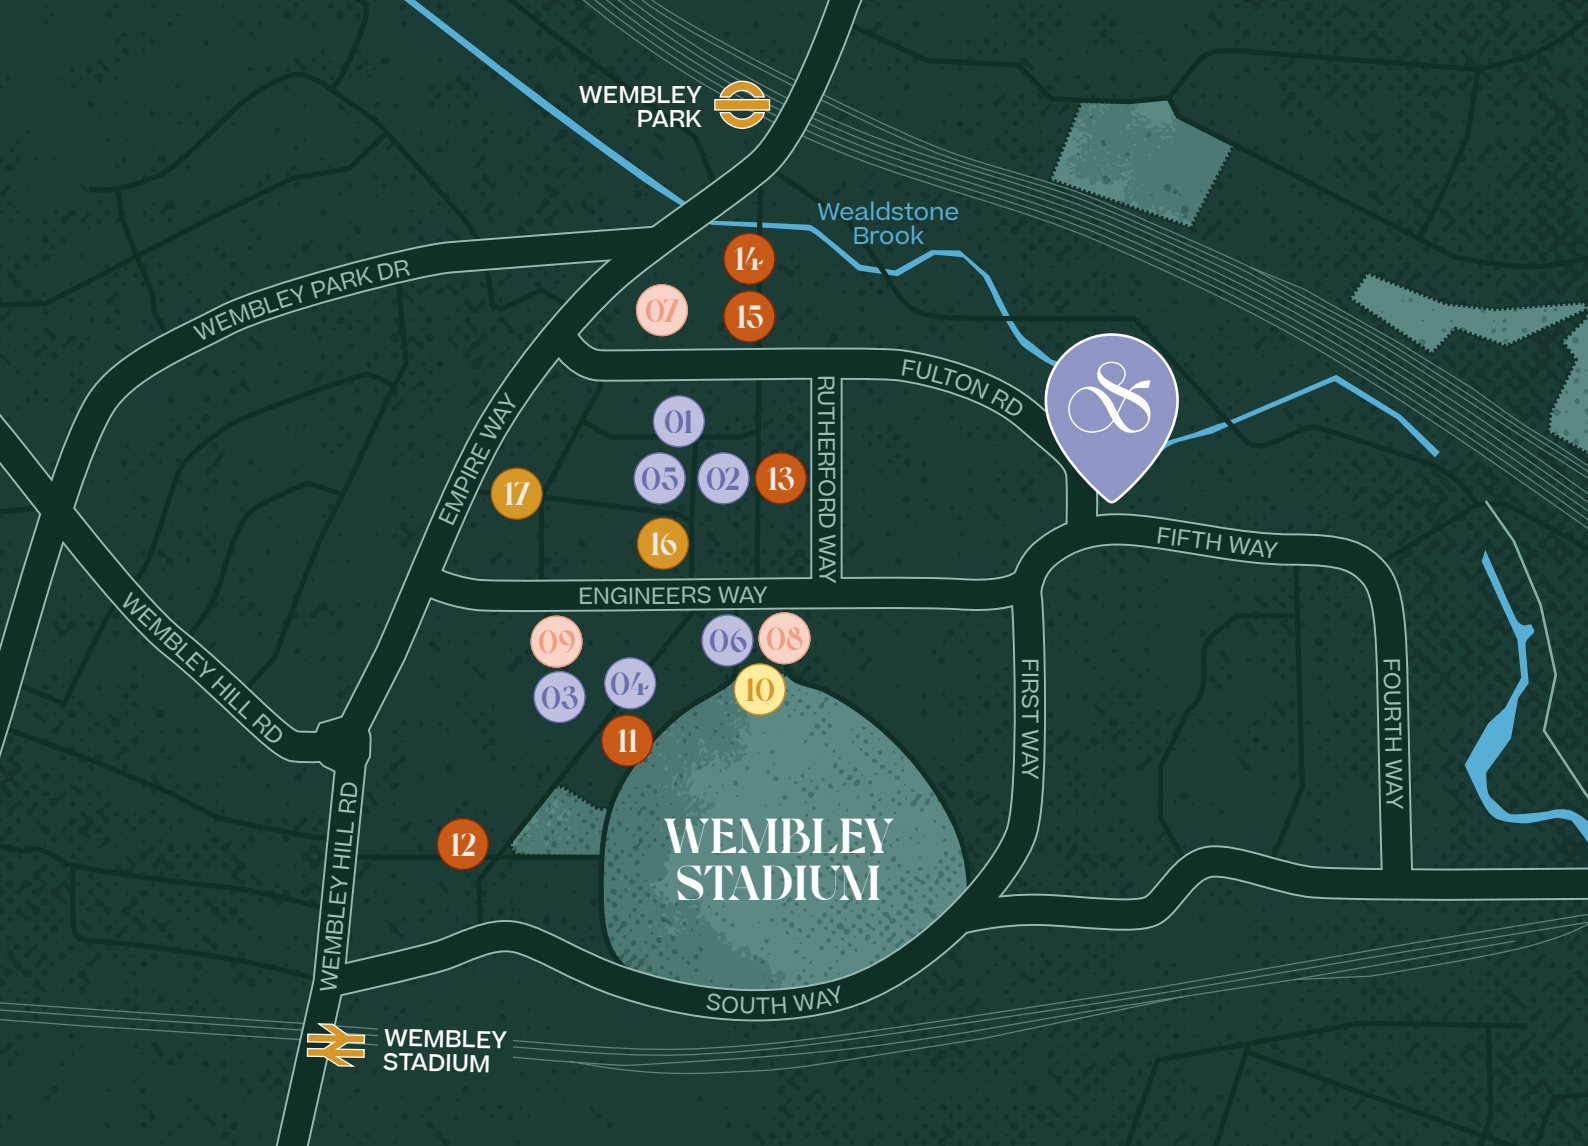 WEMBLEY
PARK
Wealdstone
Brook
14
WEMBLEY PARK DR
07
15
FULTON RD
RUTHERFORD WAY
EMPIRE WAY
01
05
02
13
17
16
FIFTH WAY
ENGINEERS WAY
WEMBLEY HILL RD
09
06
08
03
04
10
11
FIRST WAY
FOURTH WAY
12
WEMBLEY
STADIUM
WEMBLEY HILL RD
SOUTH WAY
WEMBLEY
STADIUM